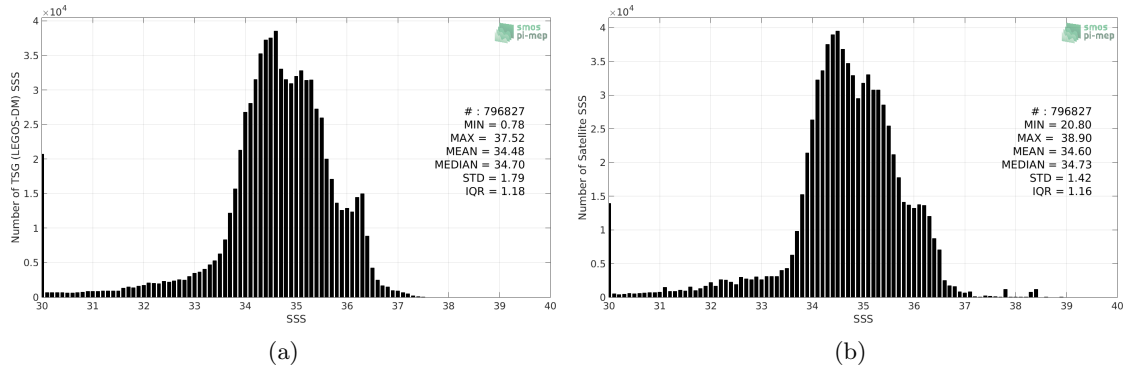 ×10⁴
4
3.5
3
2.5
2
1.5
1
0.5
0
Number of TSG (LEGOS-DM) SSS
smos
pi-mep
# : 796827
MIN = 0.78
MAX = 37.52
MEAN = 34.48
MEDIAN = 34.70
STD = 1.79
IQR = 1.18
30 31 32 33 34 35 36 37 38 39 40
SSS
(a)
×10⁴
4
3.5
3
2.5
2
1.5
1
0.5
0
Number of Satellite SSS
smos
pi-mep
# : 796827
MIN = 20.80
MAX = 38.90
MEAN = 34.60
MEDIAN = 34.73
STD = 1.42
IQR = 1.16
30 31 32 33 34 35 36 37 38 39 40
SSS
(b)